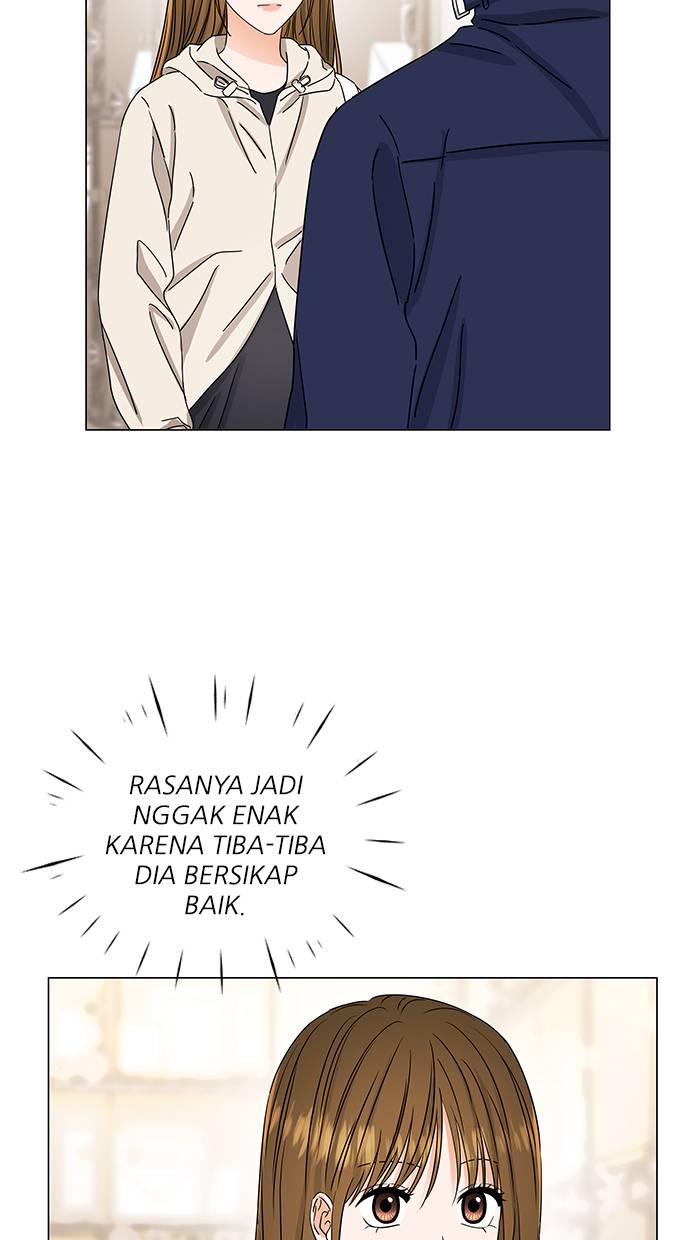 RASANYA JADI
NGGAK ENAK
KARENA TIBA-TIBA
DIA BERSIKAP
BAIK.